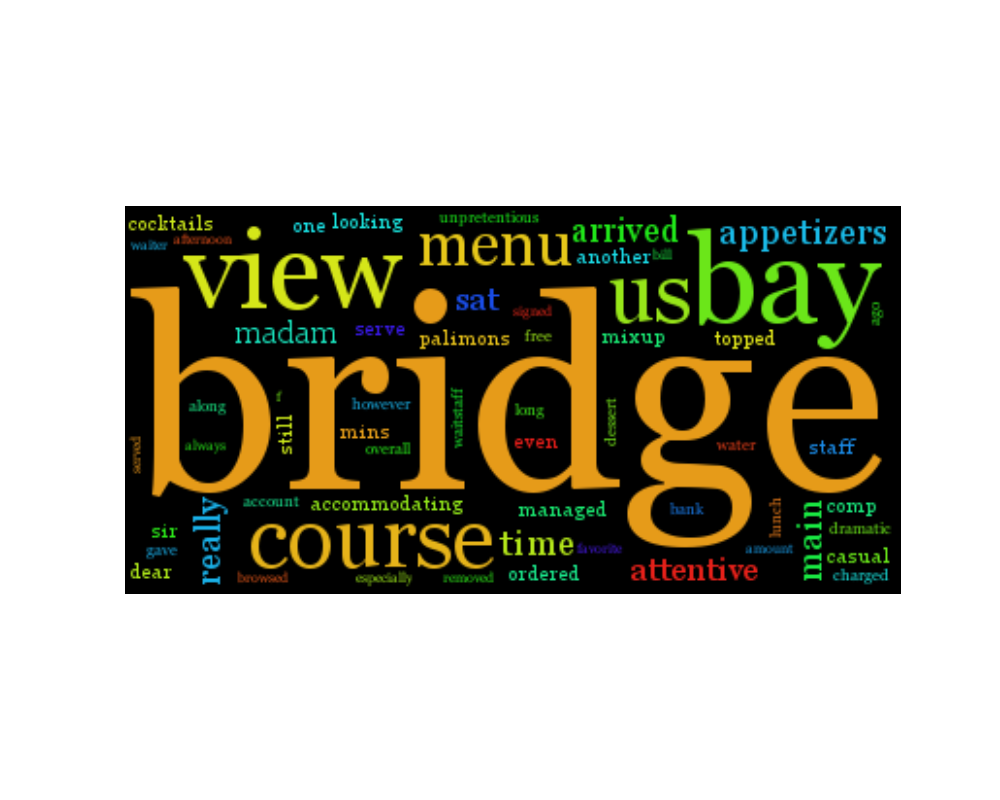 cocktails
one looking
unpretentious
arrived
appetizers
waiter afternoon
view
menu
another bill
us
bay
sat
signed
ago
madam
serve
palimons
free
mixup
topped
bridge
along
f
however
waitstaff
long
dessert
always
still
mins
overall
even
water
staff
served
account
accommodating
managed
bank
lunch
comp
sir
really
course
time
main
dramatic
gave
favorite
amount
casual
dear
browsed
especially
removed
ordered
attentive
charged